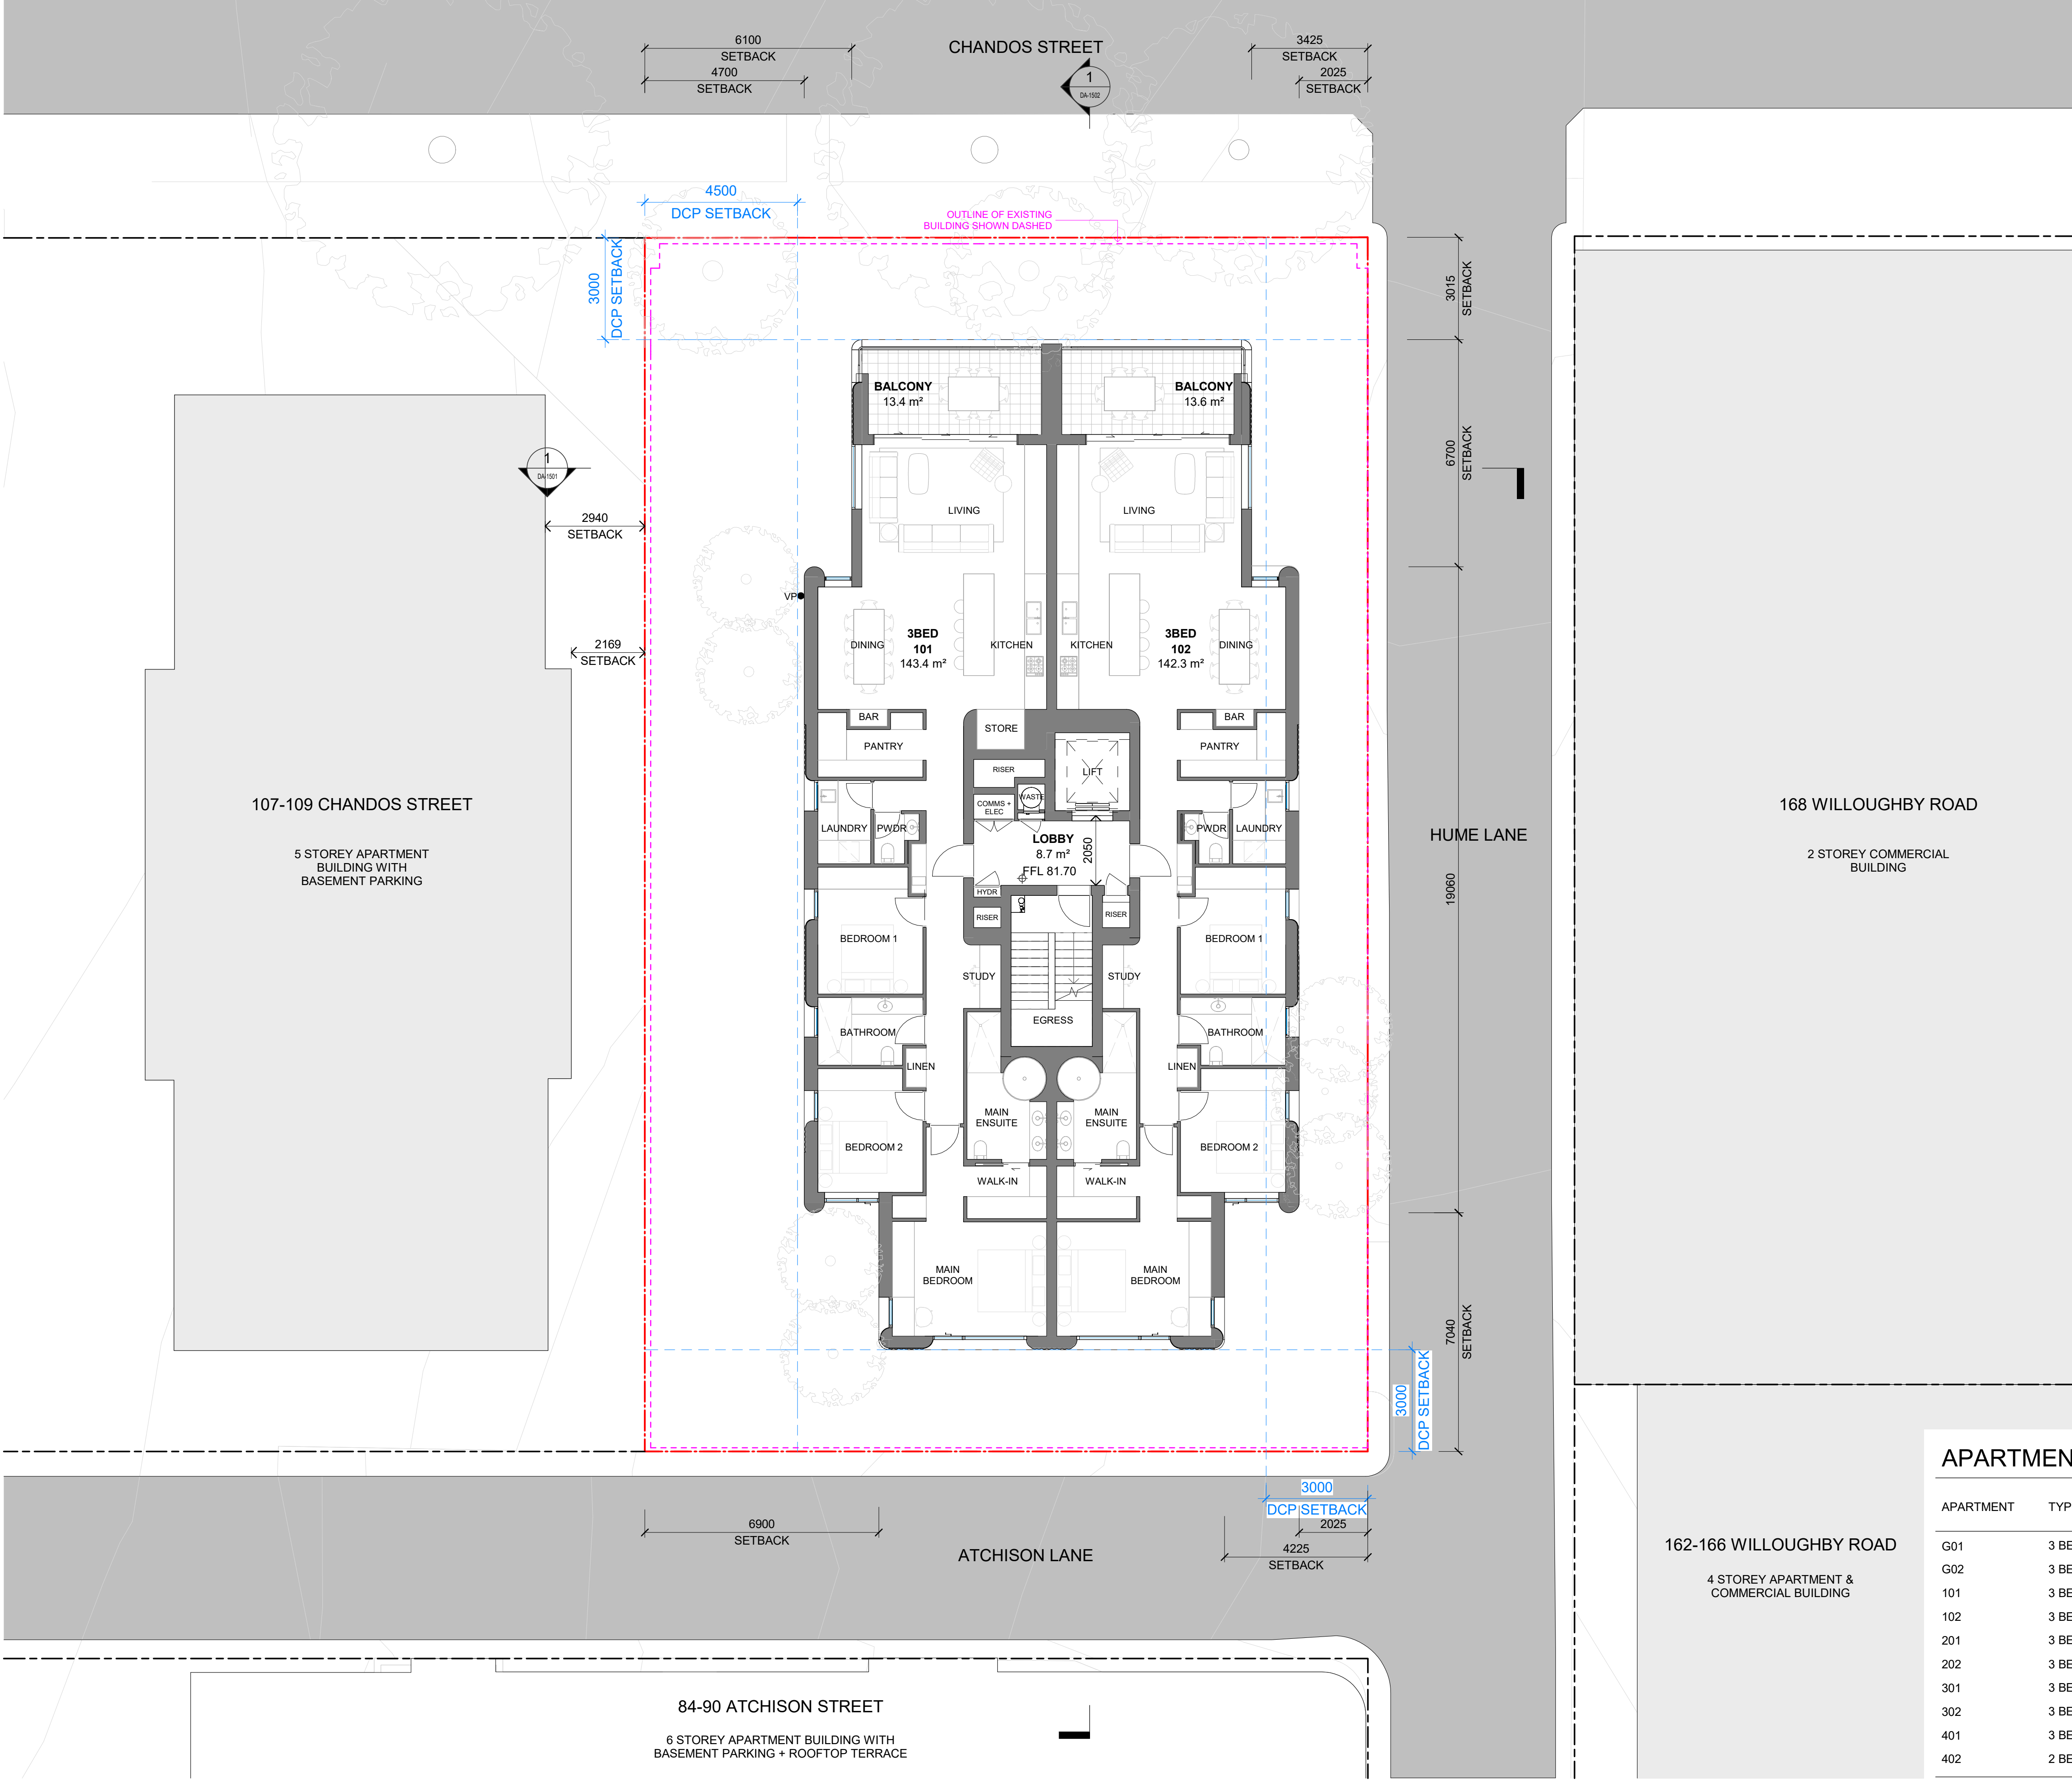 6100
SETBACK
4700
SETBACK
CHANDOS STREET
1
DA-1502
3425
SETBACK
2025
SETBACK
4500
DCP SETBACK
OUTLINE OF EXISTING
BUILDING SHOWN DASHED
3000
DCP SETBACK
3015
SETBACK
BALCONY
13.4 m²
BALCONY
13.6 m²
6700
SETBACK
1
DA-1501
2940
SETBACK
LIVING
LIVING
VP
2169
SETBACK
DINING
3BED
101
143.4 m²
KITCHEN
KITCHEN
3BED
102
142.3 m²
DINING
BAR
STORE
BAR
PANTRY
PANTRY
RISER
LIFT
COMMS +
ELEC
WASTE
107-109 CHANDOS STREET
5 STOREY APARTMENT
BUILDING WITH
BASEMENT PARKING
LAUNDRY
PWDR
LOBBY
8.7 m²
FFL 81.70
2050
PWDR
LAUNDRY
HUME LANE
168 WILLOUGHBY ROAD
2 STOREY COMMERCIAL
BUILDING
19060
HYDR
RISER
RISER
BEDROOM 1
BEDROOM 1
STUDY
STUDY
BATHROOM
EGRESS
BATHROOM
LINEN
LINEN
MAIN
ENSUITE
MAIN
ENSUITE
BEDROOM 2
BEDROOM 2
WALK-IN
WALK-IN
MAIN
BEDROOM
MAIN
BEDROOM
7040
SETBACK
3000
DCP SETBACK
3000
DCP SETBACK
2025
4225
SETBACK
6900
SETBACK
ATCHISON LANE
162-166 WILLOUGHBY ROAD
4 STOREY APARTMENT &
COMMERCIAL BUILDING
84-90 ATCHISON STREET
6 STOREY APARTMENT BUILDING WITH
BASEMENT PARKING + ROOFTOP TERRACE
APARTMEN
APARTMENT TYP
G01 3 BE
G02 3 BE
101 3 BE
102 3 BE
201 3 BE
202 3 BE
301 3 BE
302 3 BE
401 3 BE
402 2 BE